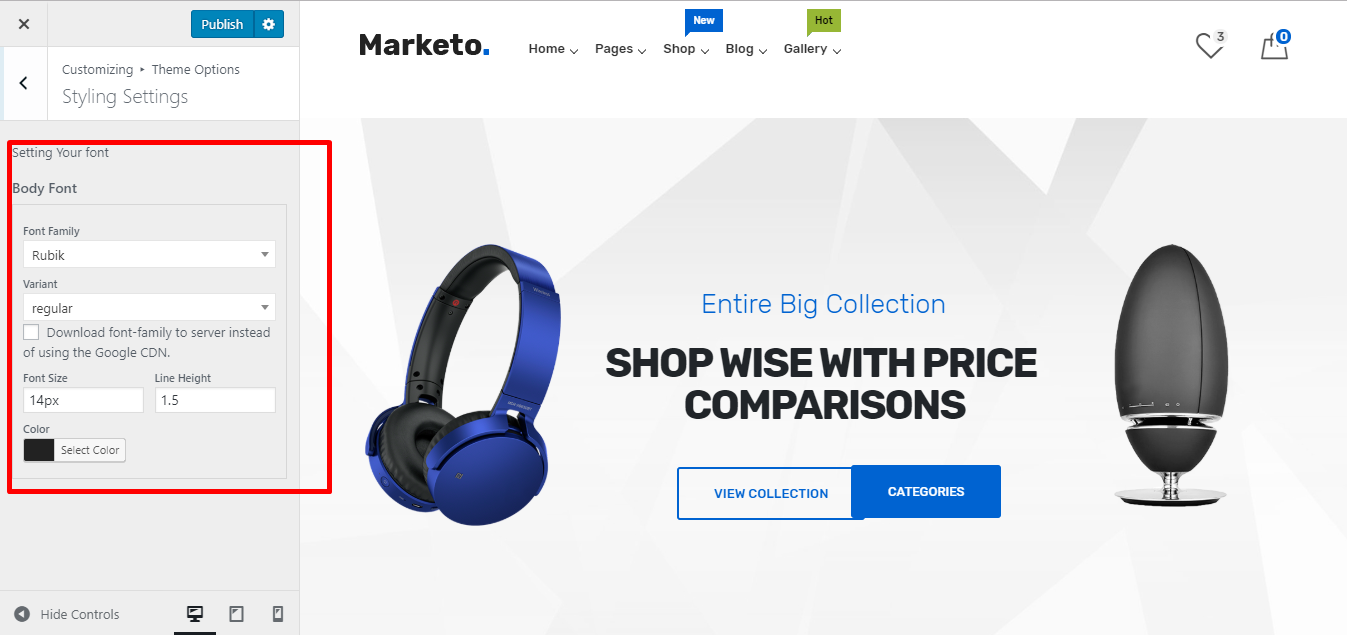 Publish
Customizing ▸ Theme Options
Styling Settings
Setting Your font
Body Font
Font Family
Rubik
Variant
regular
Download font-family to server instead
of using the Google CDN.
Font Size Line Height
14px 1.5
Color
Select Color
Hide Controls
New Hot
Marketo. Home Pages Shop Blog Gallery 3 0
Entire Big Collection
SHOP WISE WITH PRICE
COMPARISONS
VIEW COLLECTION CATEGORIES